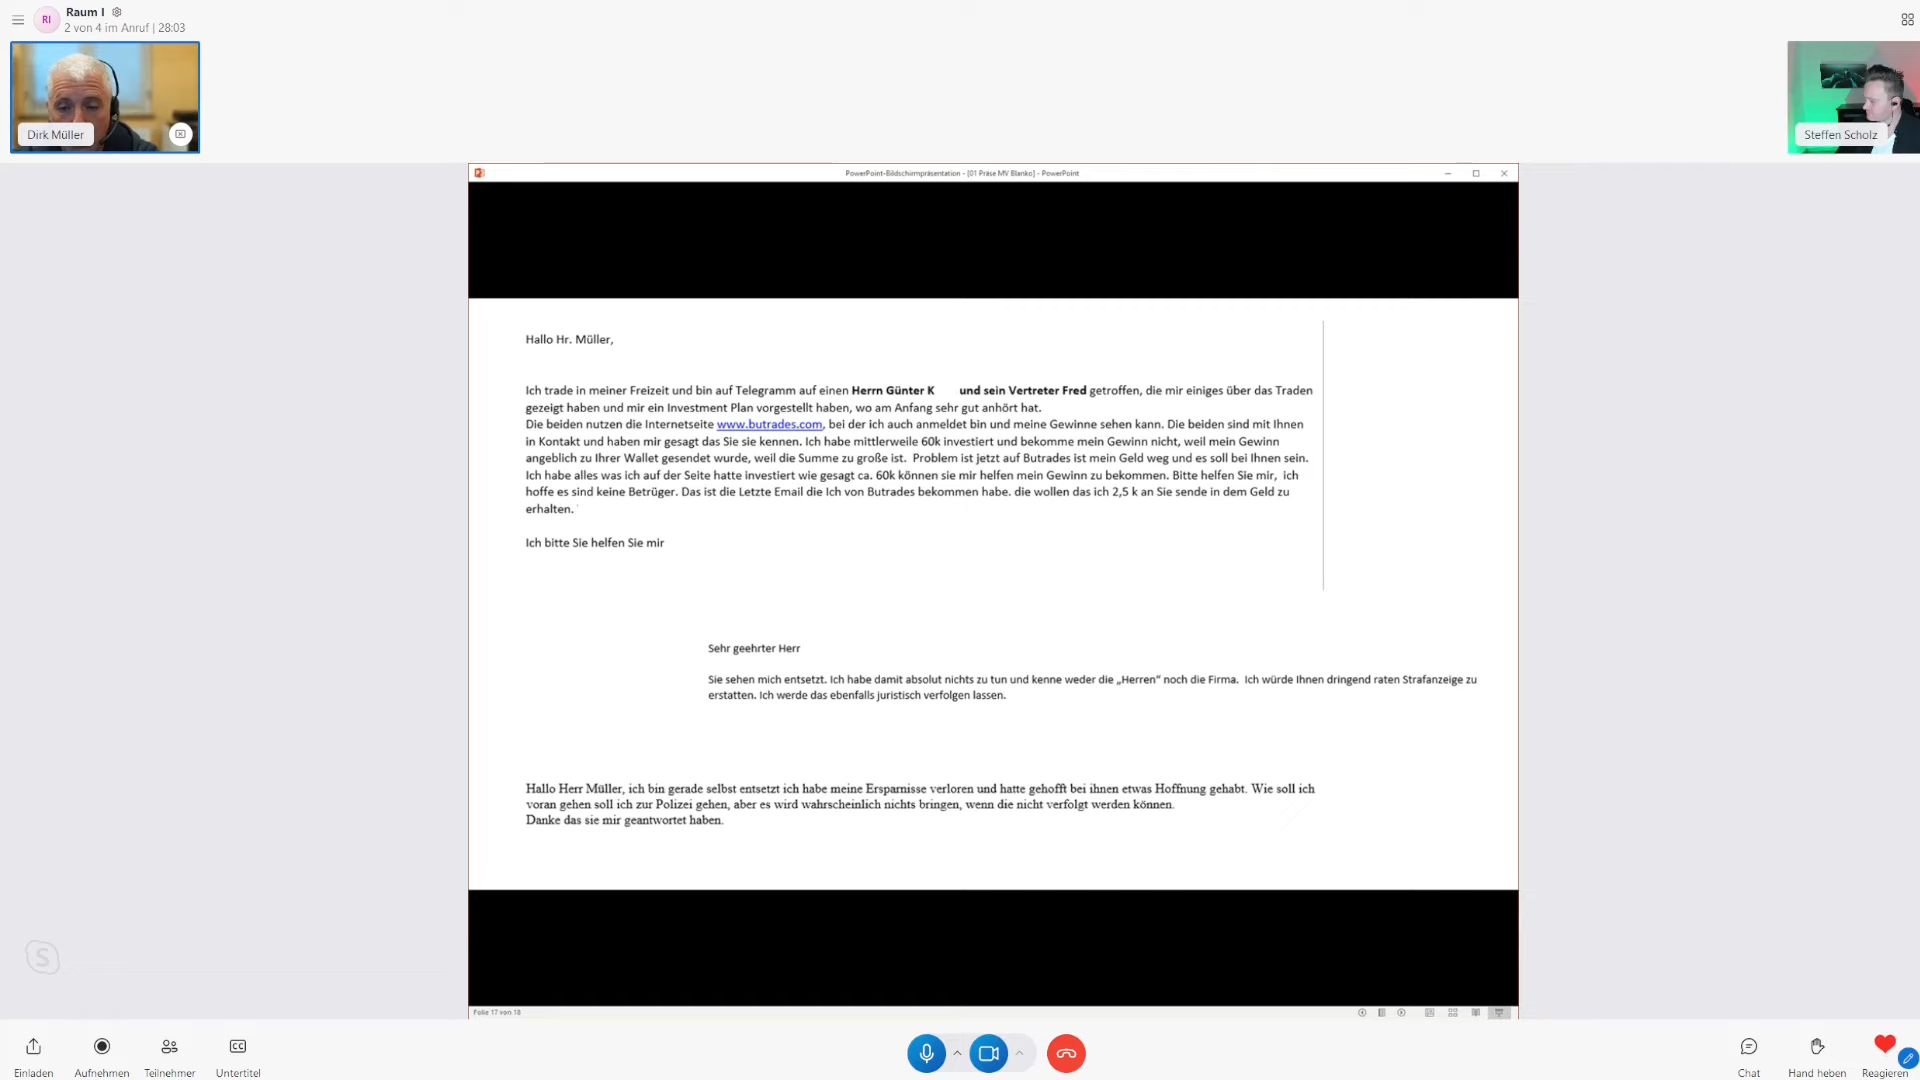 Raum I
RI
2 von 4 im Anruf | 28:03
Dirk Müller
Steffen Scholz
PowerPoint-Bildschirmpräsentation - [01 Präse MV Blanko] - PowerPoint
Hallo Hr. Müller,
Ich trade in meiner Freizeit und bin auf Telegramm auf einen Herrn Günter K und sein Vertreter Fred getroffen, die mir einiges über das Traden
gezeigt haben und mir ein Investment Plan vorgestellt haben, wo am Anfang sehr gut anhört hat.
Die beiden nutzen die Internetseite www.butrades.com, bei der ich auch anmeldet bin und meine Gewinne sehen kann. Die beiden sind mit Ihnen
in Kontakt und haben mir gesagt das Sie sie kennen. Ich habe mittlerweile 60k investiert und bekomme mein Gewinn nicht, weil mein Gewinn
angeblich zu Ihrer Wallet gesendet wurde, weil die Summe zu große ist. Problem ist jetzt auf Butrades ist mein Geld weg und es soll bei Ihnen sein.
Ich habe alles was ich auf der Seite hatte investiert wie gesagt ca. 60k können sie mir helfen mein Gewinn zu bekommen. Bitte helfen Sie mir, ich
hoffe es sind keine Betrüger. Das ist die Letzte Email die Ich von Butrades bekommen habe. die wollen das ich 2,5 k an Sie sende in dem Geld zu
erhalten.
Ich bitte Sie helfen Sie mir
Sehr geehrter Herr
Sie sehen mich entsetzt. Ich habe damit absolut nichts zu tun und kenne weder die „Herren“ noch die Firma. Ich würde Ihnen dringend raten Strafanzeige zu
erstatten. Ich werde das ebenfalls juristisch verfolgen lassen.
Hallo Herr Müller, ich bin gerade selbst entsetzt ich habe meine Ersparnisse verloren und hatte gehofft bei ihnen etwas Hoffnung gehabt. Wie soll ich
voran gehen soll ich zur Polizei gehen, aber es wird wahrscheinlich nichts bringen, wenn die nicht verfolgt werden können.
Danke das sie mir geantwortet haben.
S
Folie 17 von 18
CC
Einladen
Aufnehmen
Teilnehmer
Untertitel
Chat
Hand heben
Reagieren